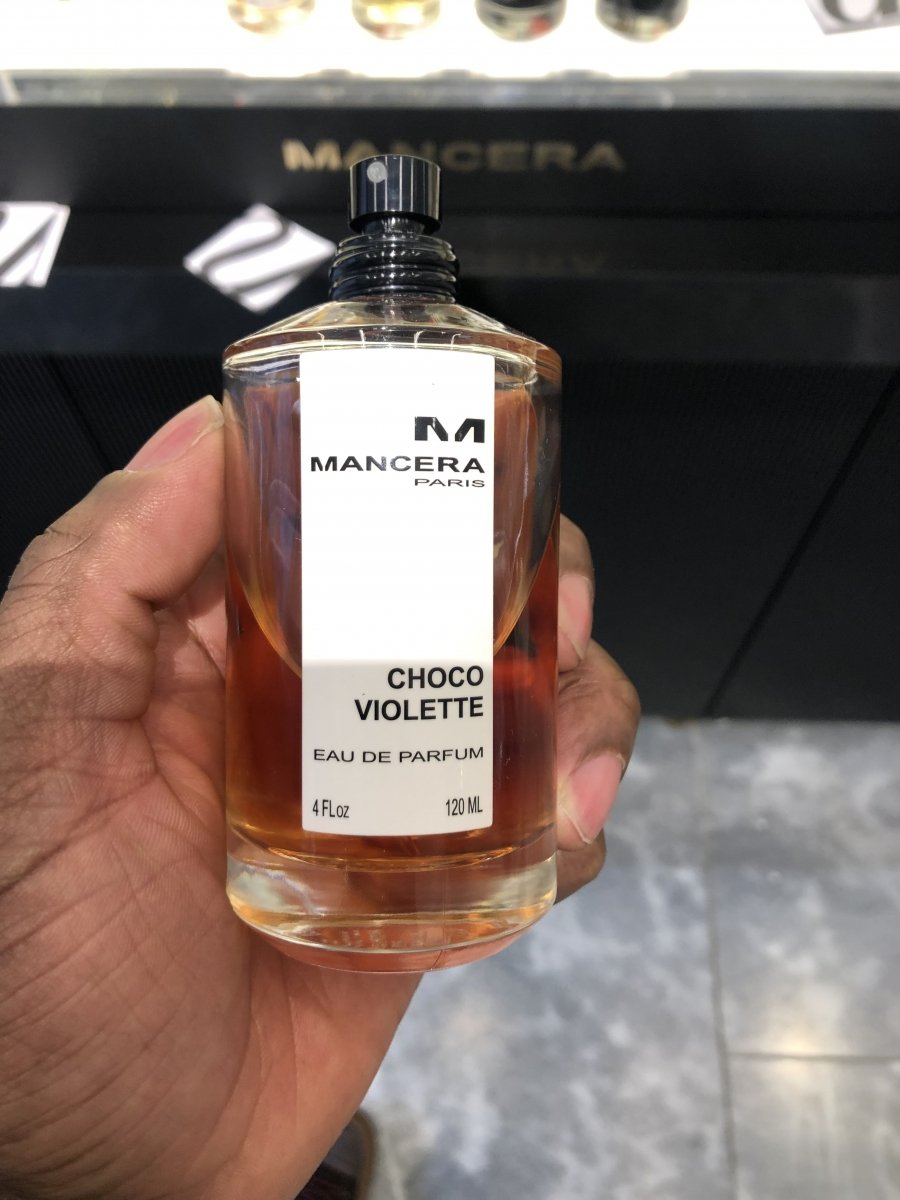 MANCERA
M
MANCERA
PARIS
CHOCO
VIOLETTE
EAU DE PARFUM
4 FLoz 120 ML